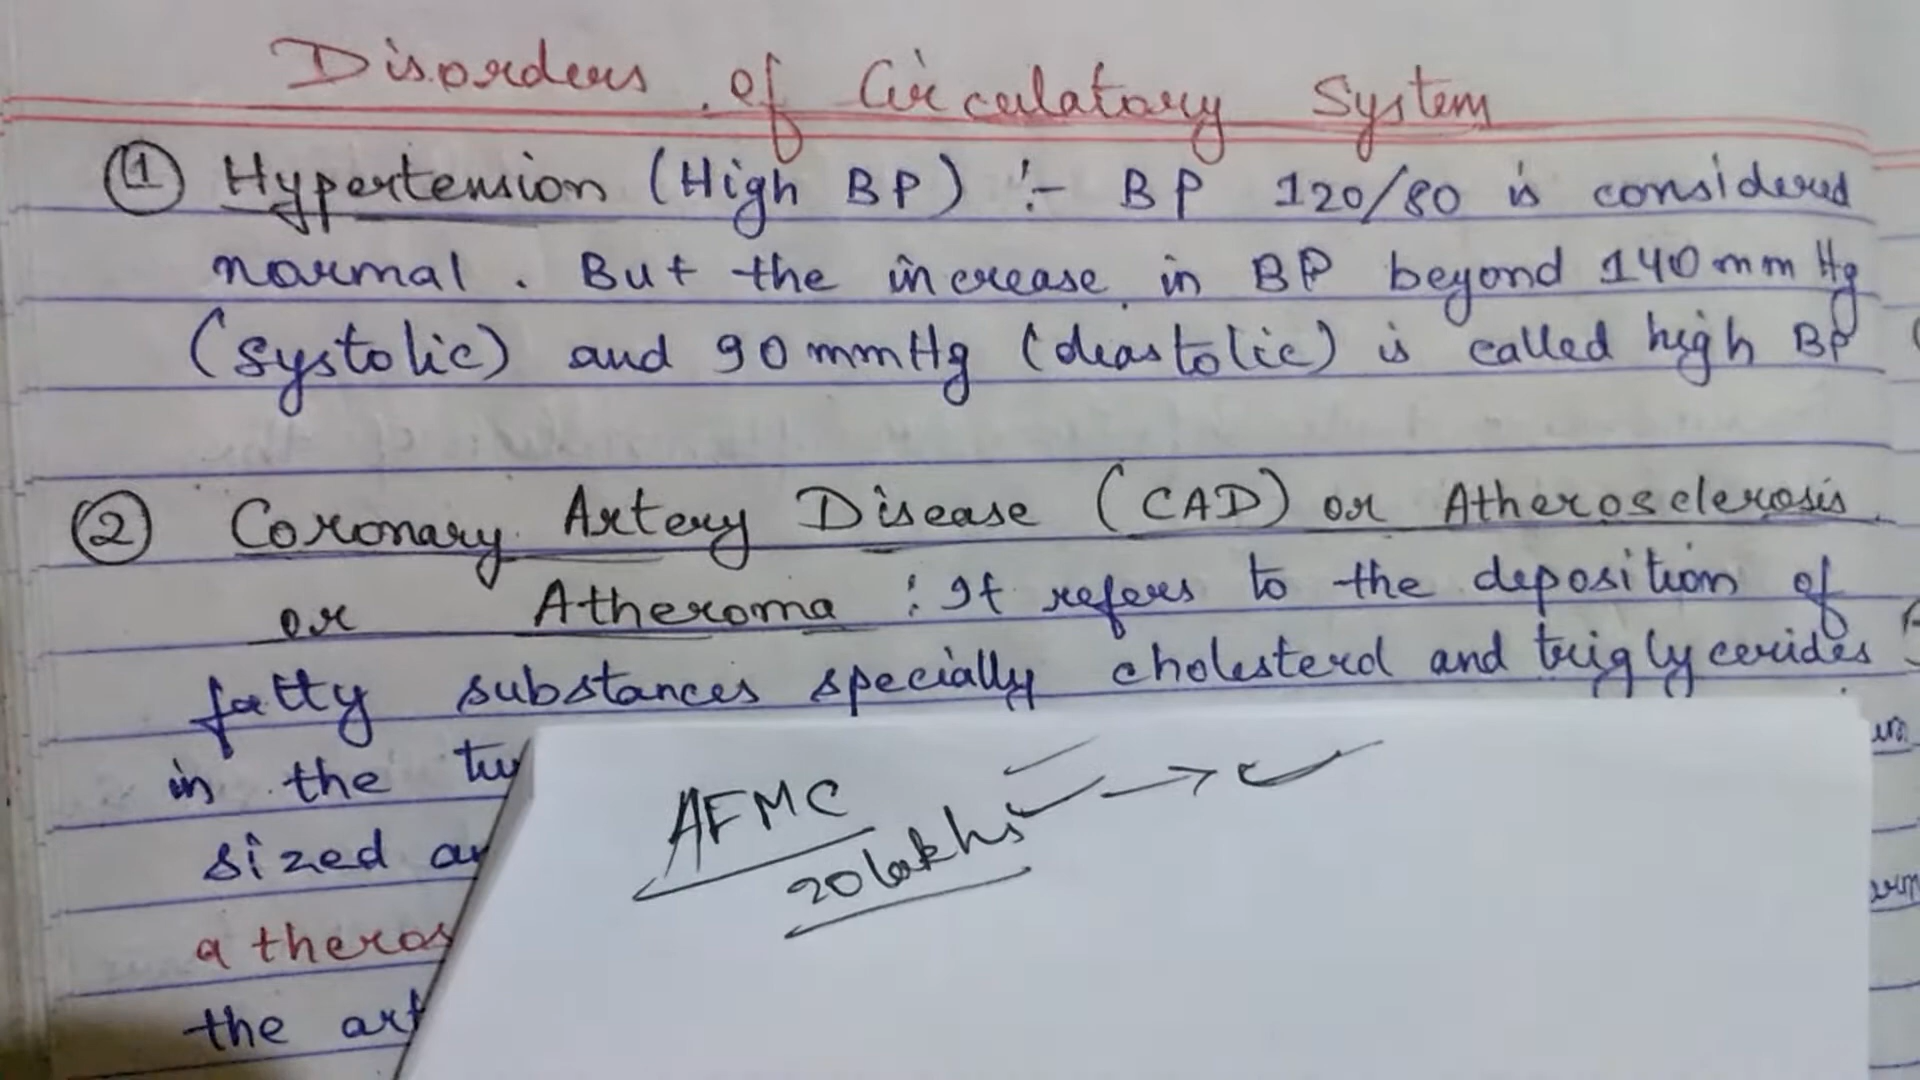 Disorders of Circulatory System
① Hypertension (High BP) :- BP 120/80 is considered
normal. But the increase in BP beyond 140 mm Hg
(systolic) and 90 mmHg (diastolic) is called high BP
② Coronary Artery Disease (CAD) or Atherosclerosis
or Atheroma : It refers to the deposition of
fatty substances specially cholesterol and triglycerides
in the
sized
the
AFMC
20 lakhs